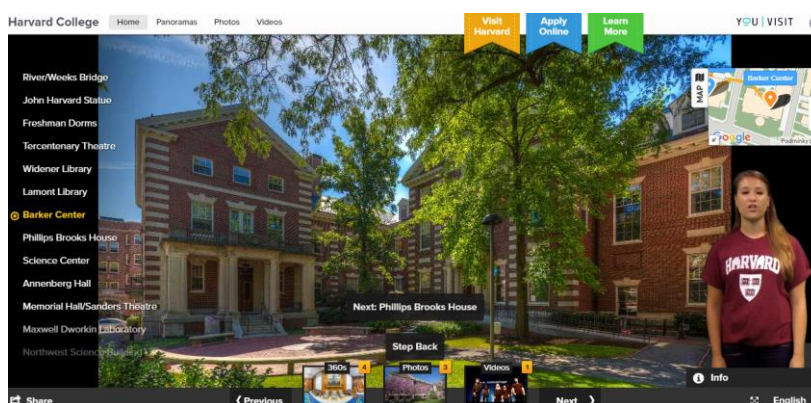 Harvard College Home Panoramas Photos Videos
Visit Harvard
Apply Online
Learn More
YOU | VISIT
River/Weeks Bridge
John Harvard Statue
Freshman Dorms
Tercentenary Theatre
Widener Library
Lamont Library
Barker Center
Phillips Brooks House
Science Center
Annenberg Hall
Memorial Hall/Sanders Theatre
Maxwell Dworkin Laboratory
Northwest Science Building
MAP
Barker Center
Google
HARVARD
Next: Phillips Brooks House
Step Back
360s 4
Photos 3
Videos 1
Info
Share
Previous
Next
English